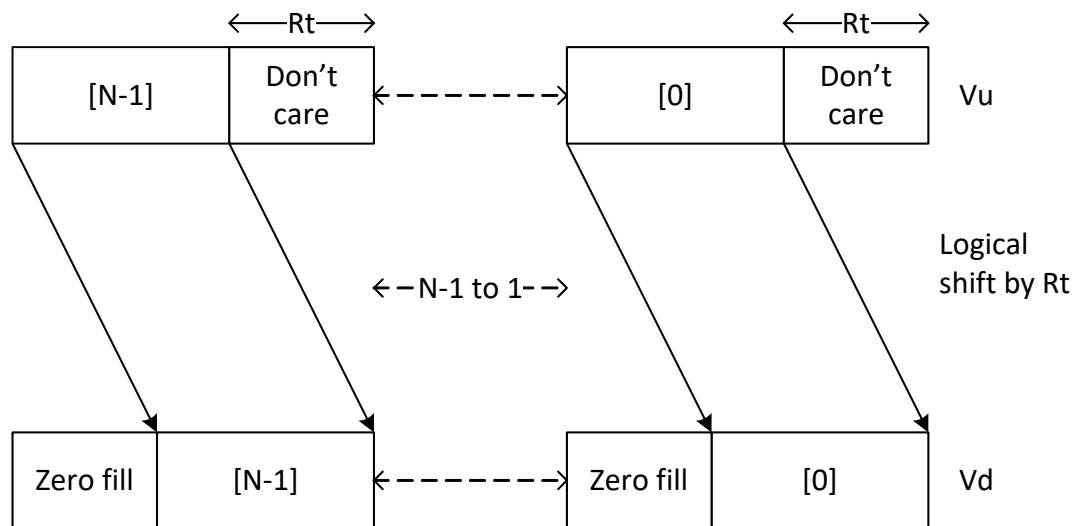 Rt Rt
[N-1] Don’t care [0] Don’t care Vu
Logical
N-1 to 1 shift by Rt
Zero fill [N-1] Zero fill [0] Vd